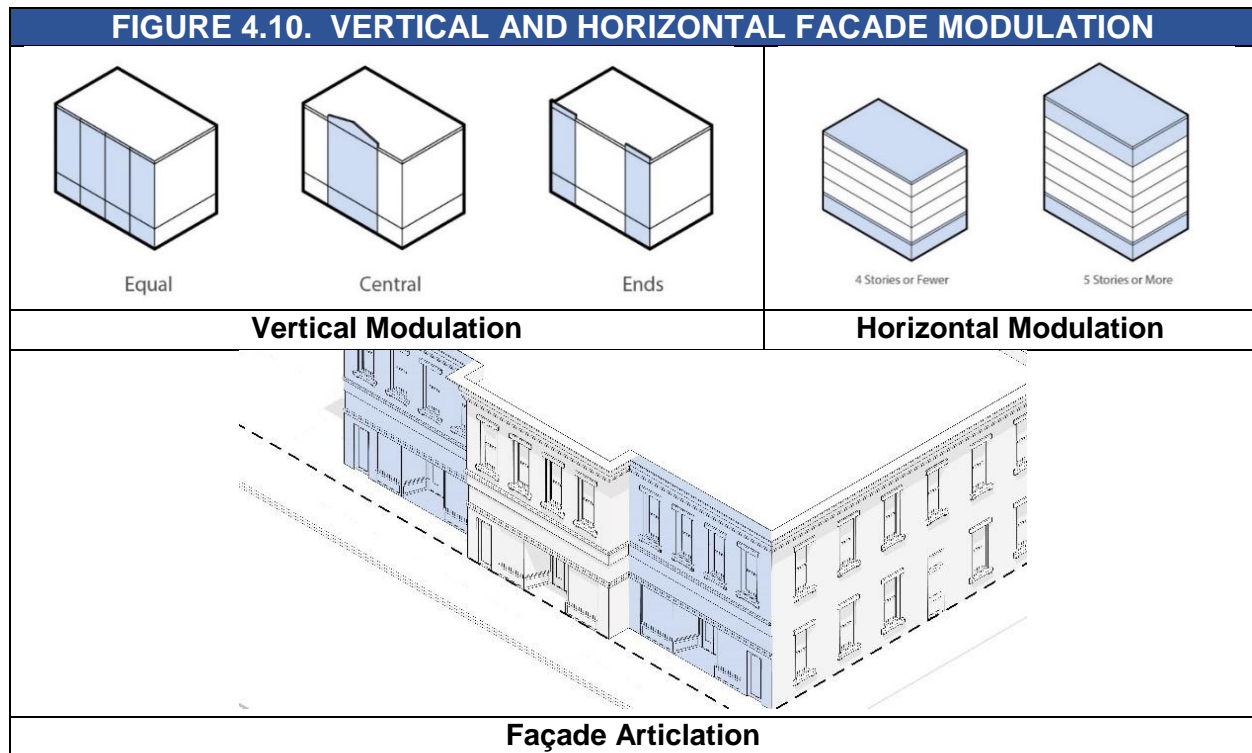 FIGURE 4.10. VERTICAL AND HORIZONTAL FACADE MODULATION
Equal
Central
Ends
4 Stories or Fewer
5 Stories or More
Vertical Modulation
Horizontal Modulation
Façade Articlation